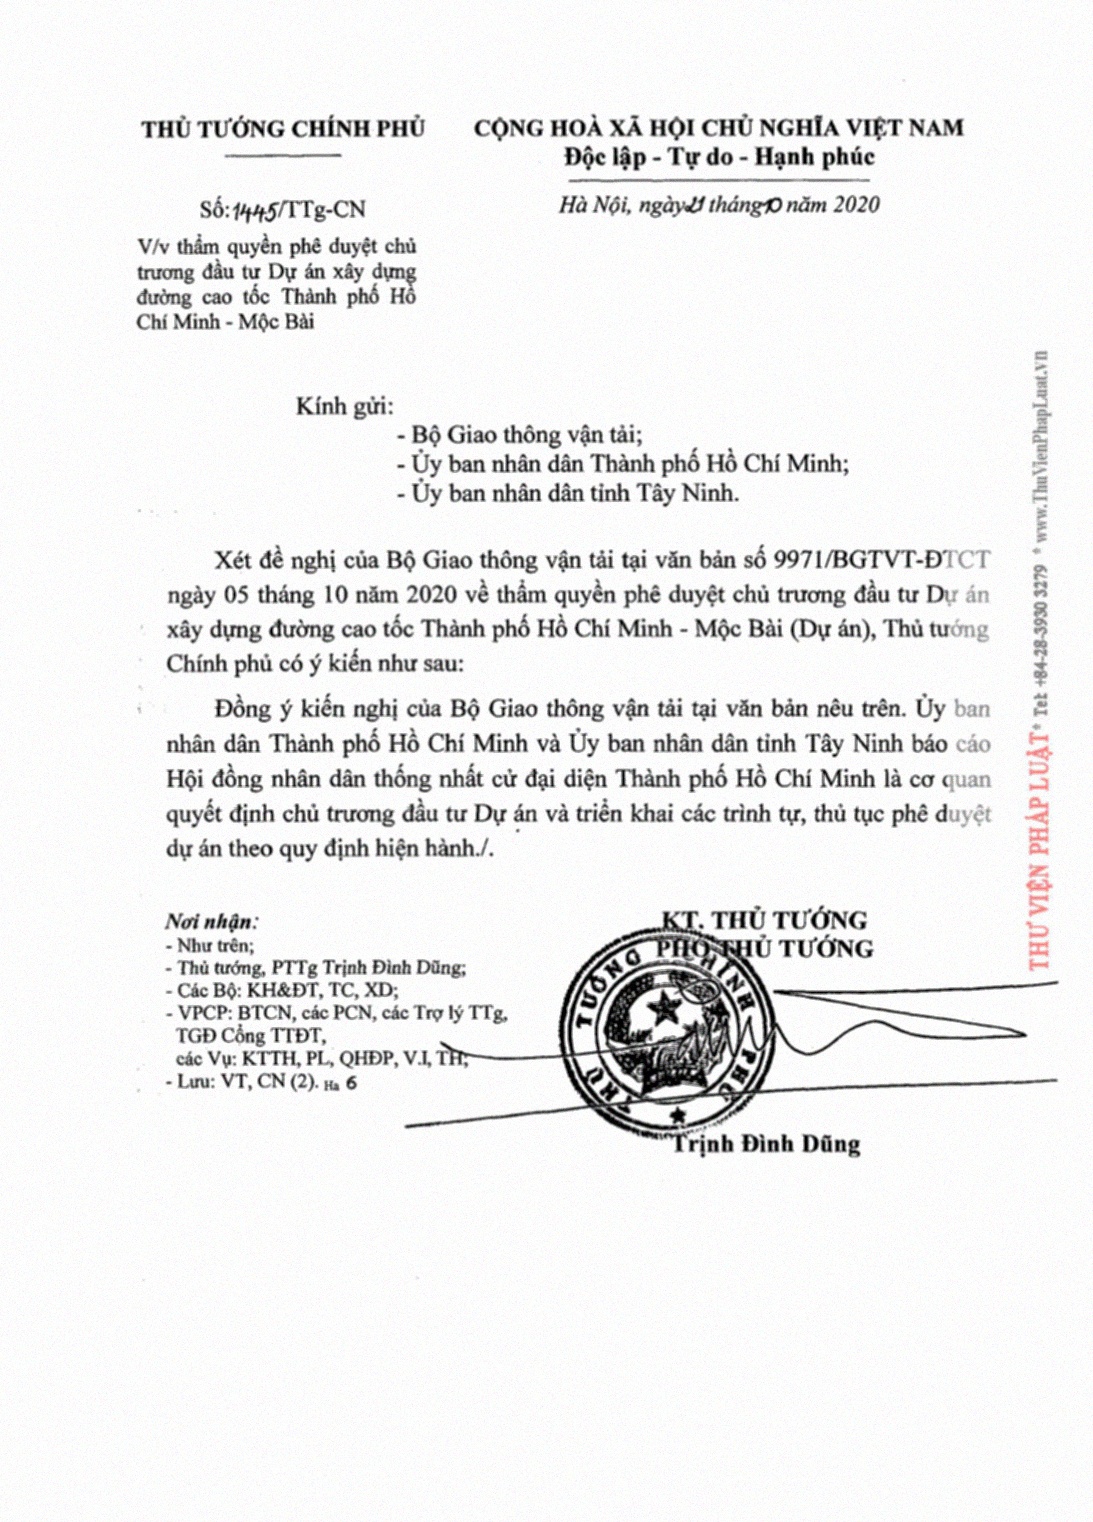 THỦ TƯỚNG CHÍNH PHỦ
CỘNG HOÀ XÃ HỘI CHỦ NGHĨA VIỆT NAM
Độc lập - Tự do - Hạnh phúc
Số:1445/TTg-CN
Hà Nội, ngày 21 tháng 10 năm 2020
V/v thẩm quyền phê duyệt chủ
trương đầu tư Dự án xây dựng
đường cao tốc Thành phố Hồ
Chí Minh - Mộc Bài
Kính gửi:
- Bộ Giao thông vận tải;
- Ủy ban nhân dân Thành phố Hồ Chí Minh;
- Ủy ban nhân dân tỉnh Tây Ninh.
Xét đề nghị của Bộ Giao thông vận tải tại văn bản số 9971/BGTVT-ĐTCT
ngày 05 tháng 10 năm 2020 về thẩm quyền phê duyệt chủ trương đầu tư Dự án
xây dựng đường cao tốc Thành phố Hồ Chí Minh - Mộc Bài (Dự án), Thủ tướng
Chính phủ có ý kiến như sau:
Đồng ý kiến nghị của Bộ Giao thông vận tải tại văn bản nêu trên. Ủy ban
nhân dân Thành phố Hồ Chí Minh và Ủy ban nhân dân tỉnh Tây Ninh báo cáo
Hội đồng nhân dân thống nhất cử đại diện Thành phố Hồ Chí Minh là cơ quan
quyết định chủ trương đầu tư Dự án và triển khai các trình tự, thủ tục phê duyệt
dự án theo quy định hiện hành./.
Nơi nhận:
- Như trên;
- Thủ tướng, PTTg Trịnh Đình Dũng;
- Các Bộ: KH&ĐT, TC, XD;
- VPCP: BTCN, các PCN, các Trợ lý TTg,
TGĐ Cổng TTĐT,
các Vụ: KTTH, PL, QHĐP, V.I, TH;
- Lưu: VT, CN (2). Ha 6
KT. THỦ TƯỚNG
PHÓ THỦ TƯỚNG
THỦ TƯỚNG CHÍNH PHỦ
Trịnh Đình Dũng
THƯ VIỆN PHÁP LUẬT * Tel: +84-28-3930 3279 * www.ThuVienPhapLuat.vn